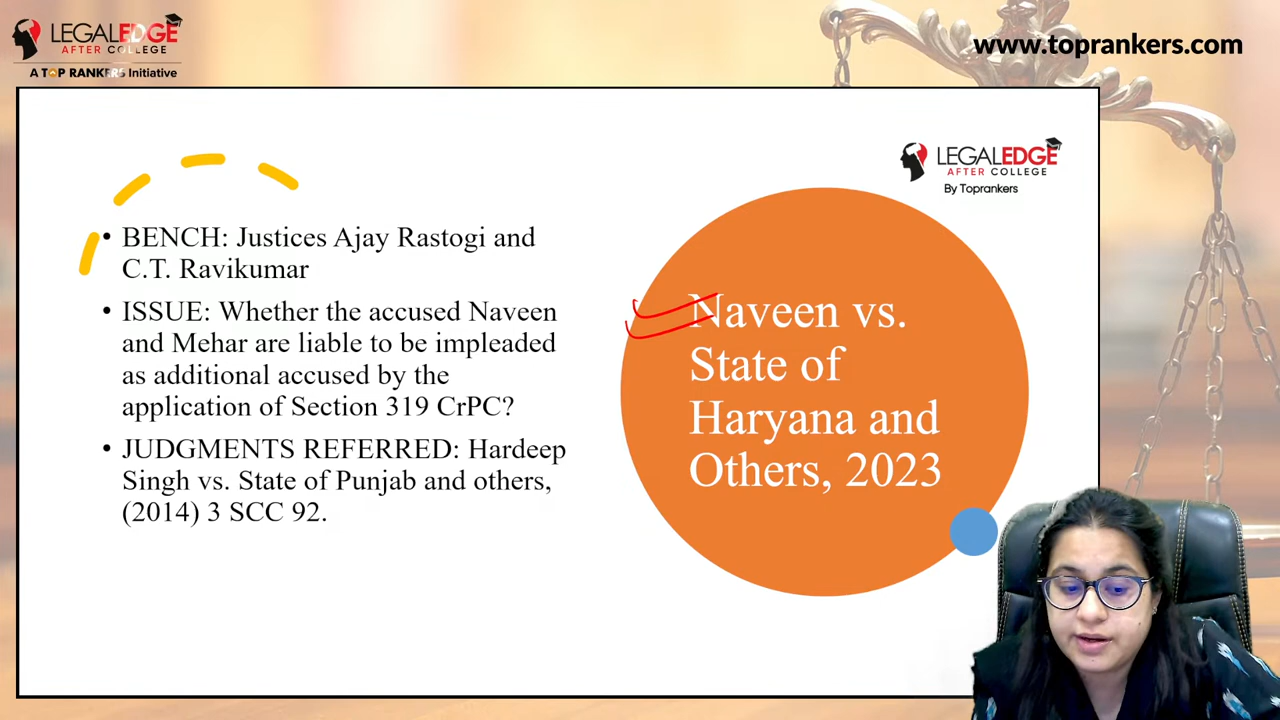 LEGALEDGE
AFTER COLLEGE
A TOP RANKERS Initiative
www.toprankers.com
LEGALEDGE
AFTER COLLEGE
By Toprankers
• BENCH: Justices Ajay Rastogi and
C.T. Ravikumar
• ISSUE: Whether the accused Naveen
and Mehar are liable to be impleaded
as additional accused by the
application of Section 319 CrPC?
• JUDGMENTS REFERRED: Hardeep
Singh vs. State of Punjab and others,
(2014) 3 SCC 92.
Naveen vs.
State of
Haryana and
Others, 2023